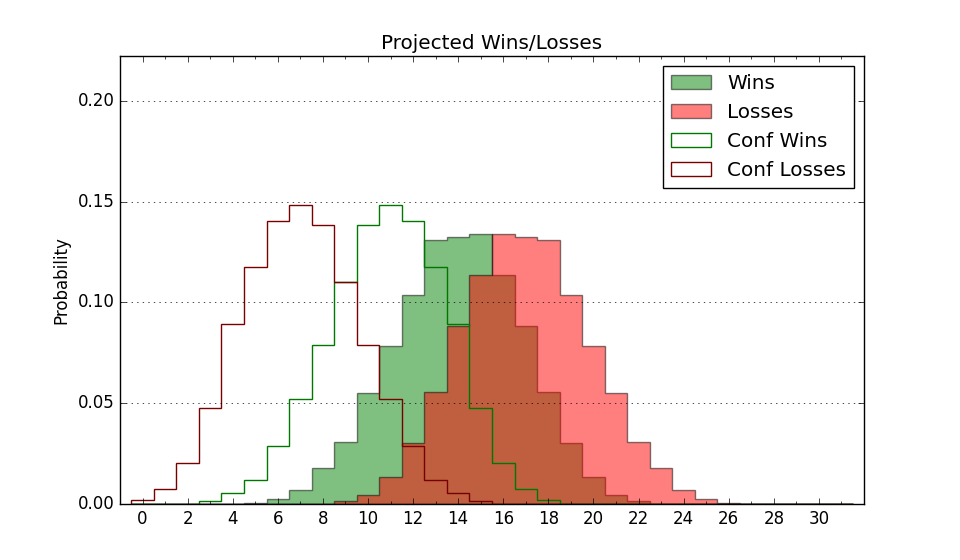 Projected Wins/Losses
Wins
Losses
Conf Wins
Conf Losses
Probability
0.20
0.15
0.10
0.05
0.00
0 2 4 6 8 10 12 14 16 18 20 22 24 26 28 30